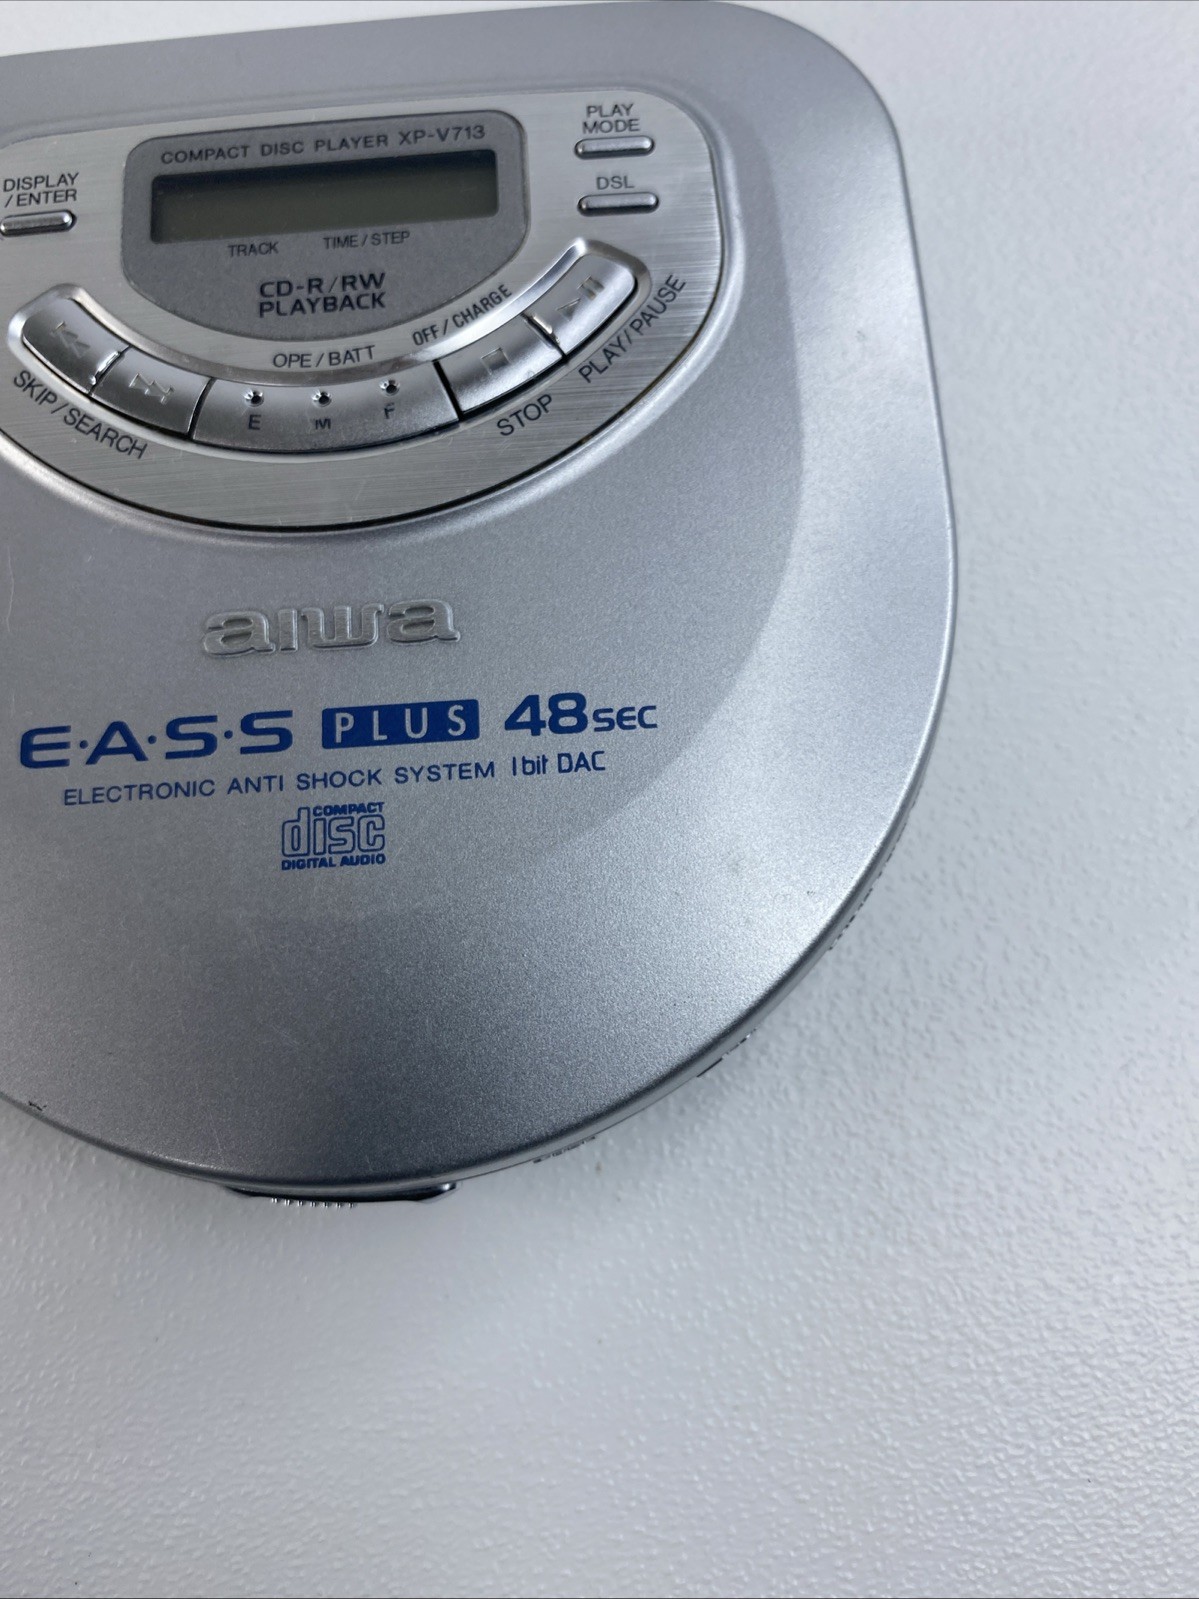 COMPACT DISC PLAYER XP-V713
PLAY
MODE
DISPLAY
/ENTER
DSL
TRACK TIME/STEP
CD-R/RW
PLAYBACK
OPE/BATT
OFF/CHARGE
E M F
SKIP/SEARCH
STOP
PLAY/PAUSE
aiwa
E·A·S·S PLUS 48SEC
ELECTRONIC ANTI SHOCK SYSTEM 1bit DAC
COMPACT
disc
DIGITAL AUDIO